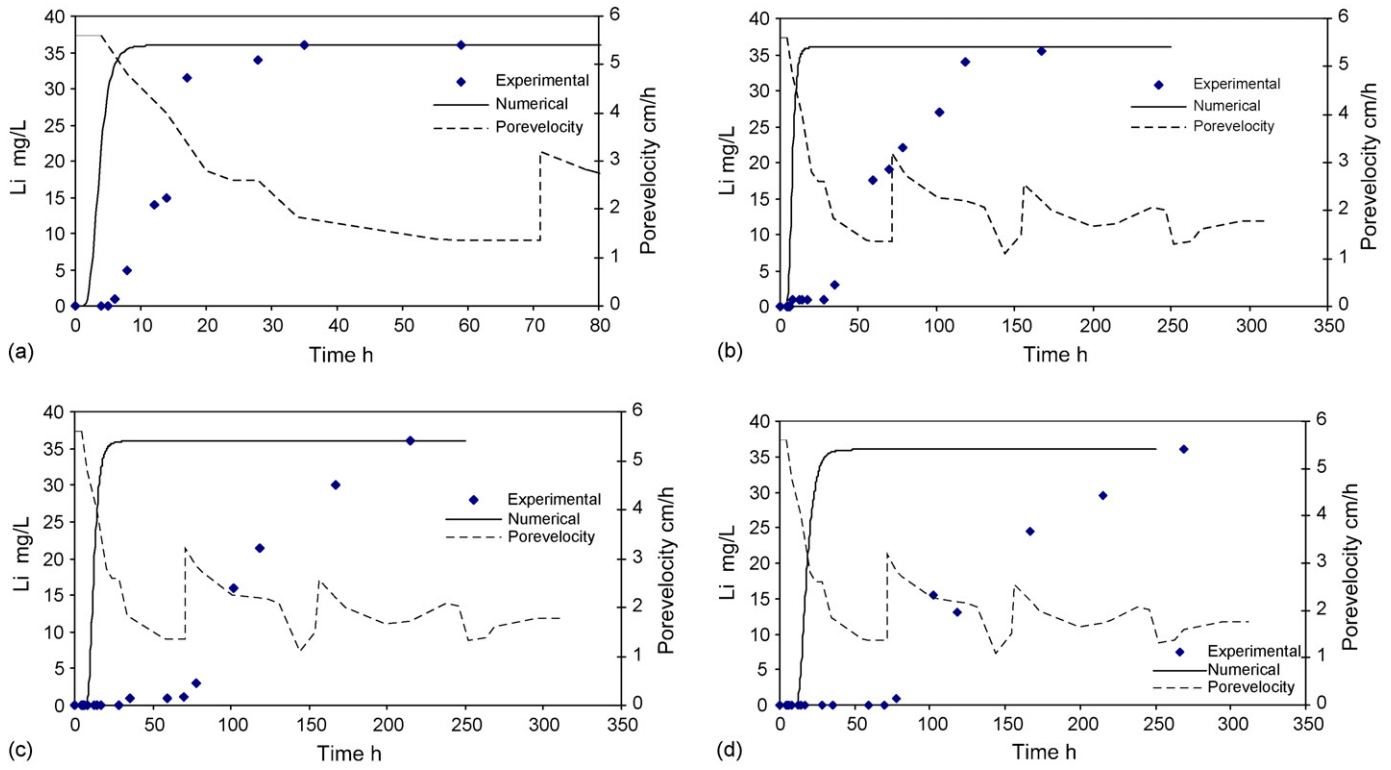 40
35
30
25
20
15
10
5
0
Li mg/L
6
5
4
3
2
1
0
Porevelocity cm/h
Experimental
Numerical
Porevelocity
0 10 20 30 40 50 60 70 80
Time h
(a)
40
35
30
25
20
15
10
5
0
Li mg/L
6
5
4
3
2
1
0
Porevelocity cm/h
Experimental
Numerical
Porevelocity
0 50 100 150 200 250 300 350
Time h
(b)
40
35
30
25
20
15
10
5
0
Li mg/L
6
5
4
3
2
1
0
Porevelocity cm/h
Experimental
Numerical
Porevelocity
0 50 100 150 200 250 300 350
Time h
(c)
40
35
30
25
20
15
10
5
0
Li mg/L
6
5
4
3
2
1
0
Porevelocity cm/h
Experimental
Numerical
Porevelocity
0 50 100 150 200 250 300 350
Time h
(d)